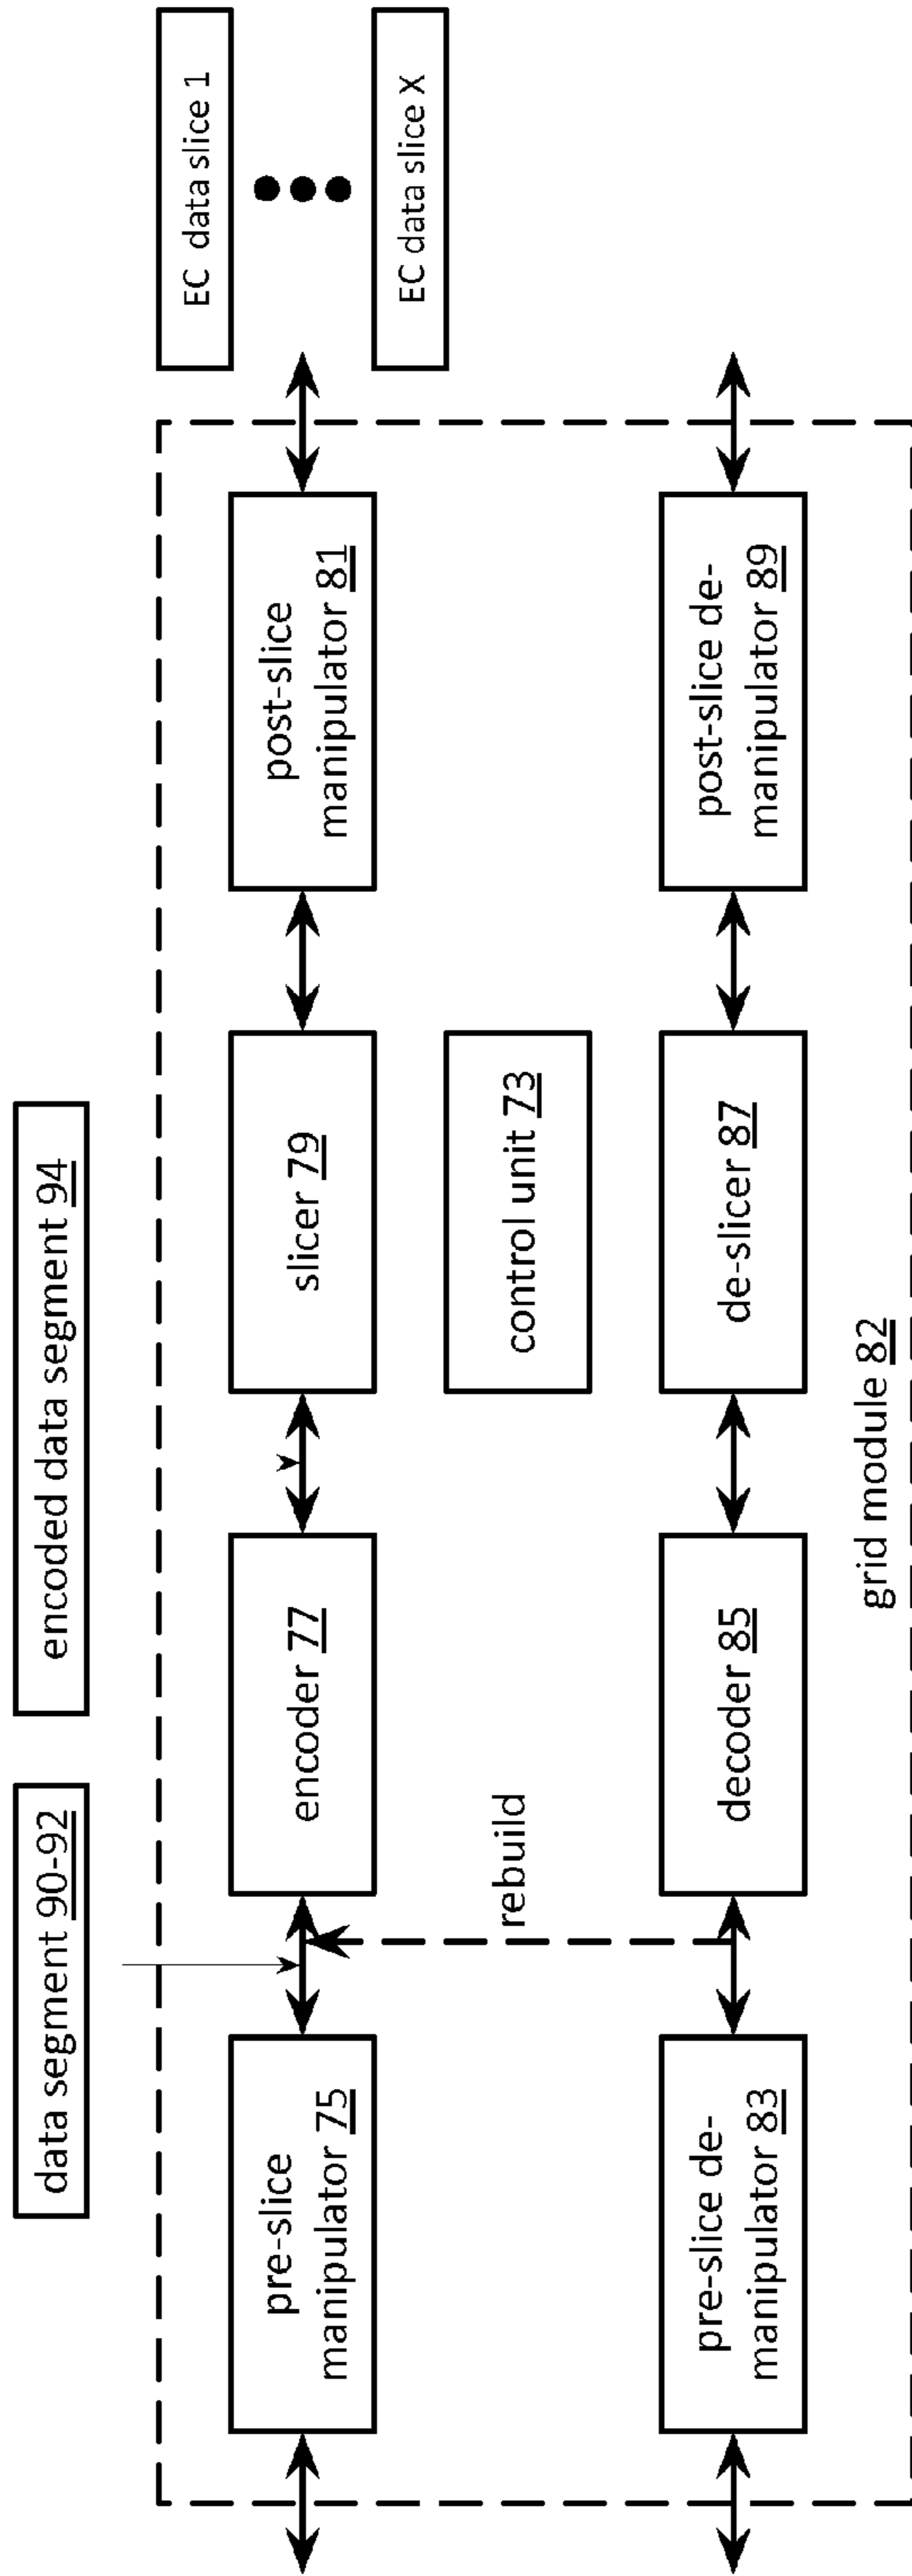 data segment 90-92
encoded data segment 94
EC data slice 1
EC data slice X
pre-slice
manipulator 75
encoder 77
slicer 79
post-slice
manipulator 81
rebuild
control unit 73
pre-slice de-
manipulator 83
decoder 85
de-slicer 87
post-slice de-
manipulator 89
grid module 82